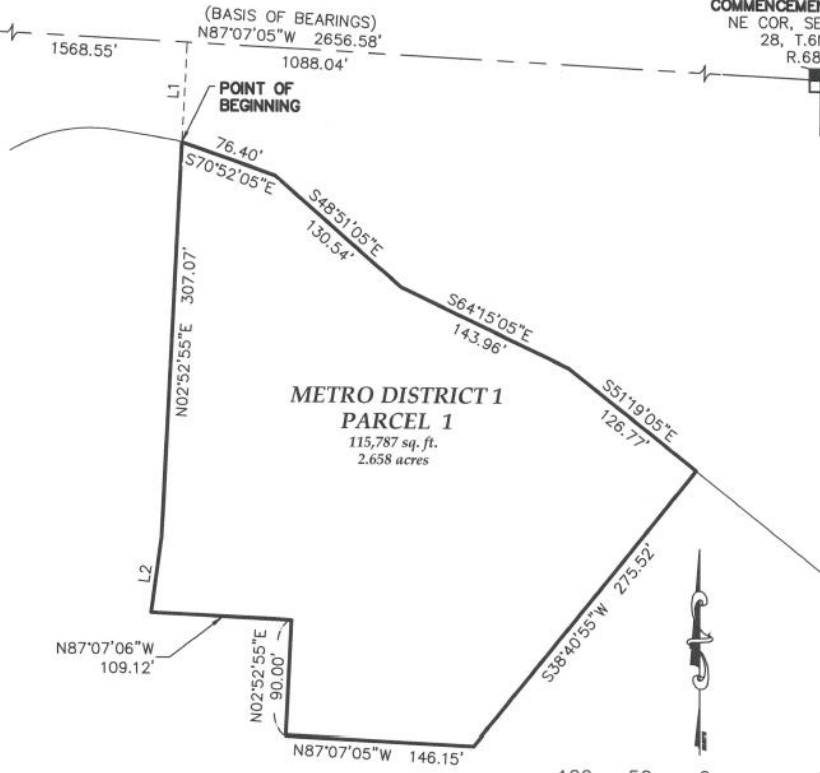 (BASIS OF BEARINGS)
N87°07'05"W 2656.58'
1568.55'
1088.04'
COMMENCEMEN
NE COR, SE
28, T.6
R.68
L1
POINT OF
BEGINNING
76.40'
S70°52'05"E
S48°51'05"E
130.54'
S64°15'05"E
143.96'
S51°19'05"E
126.77'
N02°52'55"E 307.07'
METRO DISTRICT 1
PARCEL 1
115,787 sq. ft.
2.658 acres
L2
S38°40'55"W 275.52'
N87°07'06"W
109.12'
N02°52'55"E
90.00'
N87°07'05"W 146.15'